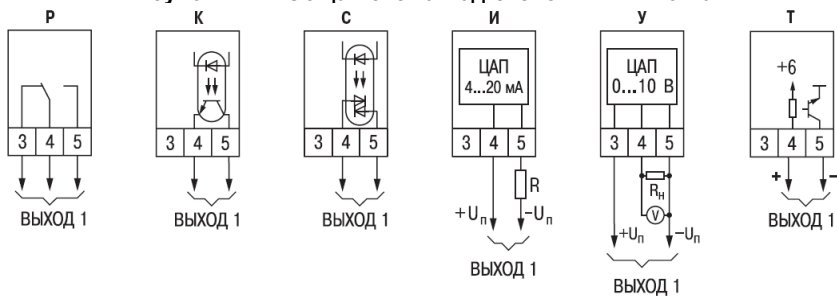 Р К С И У Т
ЦАП ЦАП +6
4...20 мА 0...10 В
3 4 5 3 4 5 3 4 5 3 4 5 3 4 5 3 4 5
R Rн + −
V
ВЫХОД 1 ВЫХОД 1 ВЫХОД 1 +Uп −Uп +Uп −Uп ВЫХОД 1
ВЫХОД 1
ВЫХОД 1